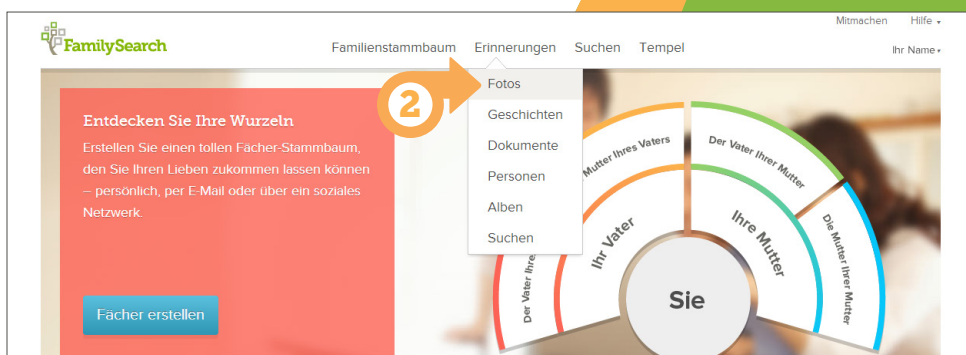 Mitmachen Hilfe
FamilySearch
Familienstammbaum Erinnerungen Suchen Tempel
Ihr Name
2
Fotos
Geschichten
Dokumente
Personen
Alben
Suchen
Entdecken Sie Ihre Wurzeln
Erstellen Sie einen tollen Fächer-Stammbaum,
den Sie Ihren Lieben zukommen lassen können
– persönlich, per E-Mail oder über ein soziales
Netzwerk.
Fächer erstellen
Der Vater Ihre
Mutter Ihres Vaters
Der Vater Ihrer Mutter
Die Mutter Ihrer Mutter
Ihr Vater
Ihre Mutter
Sie